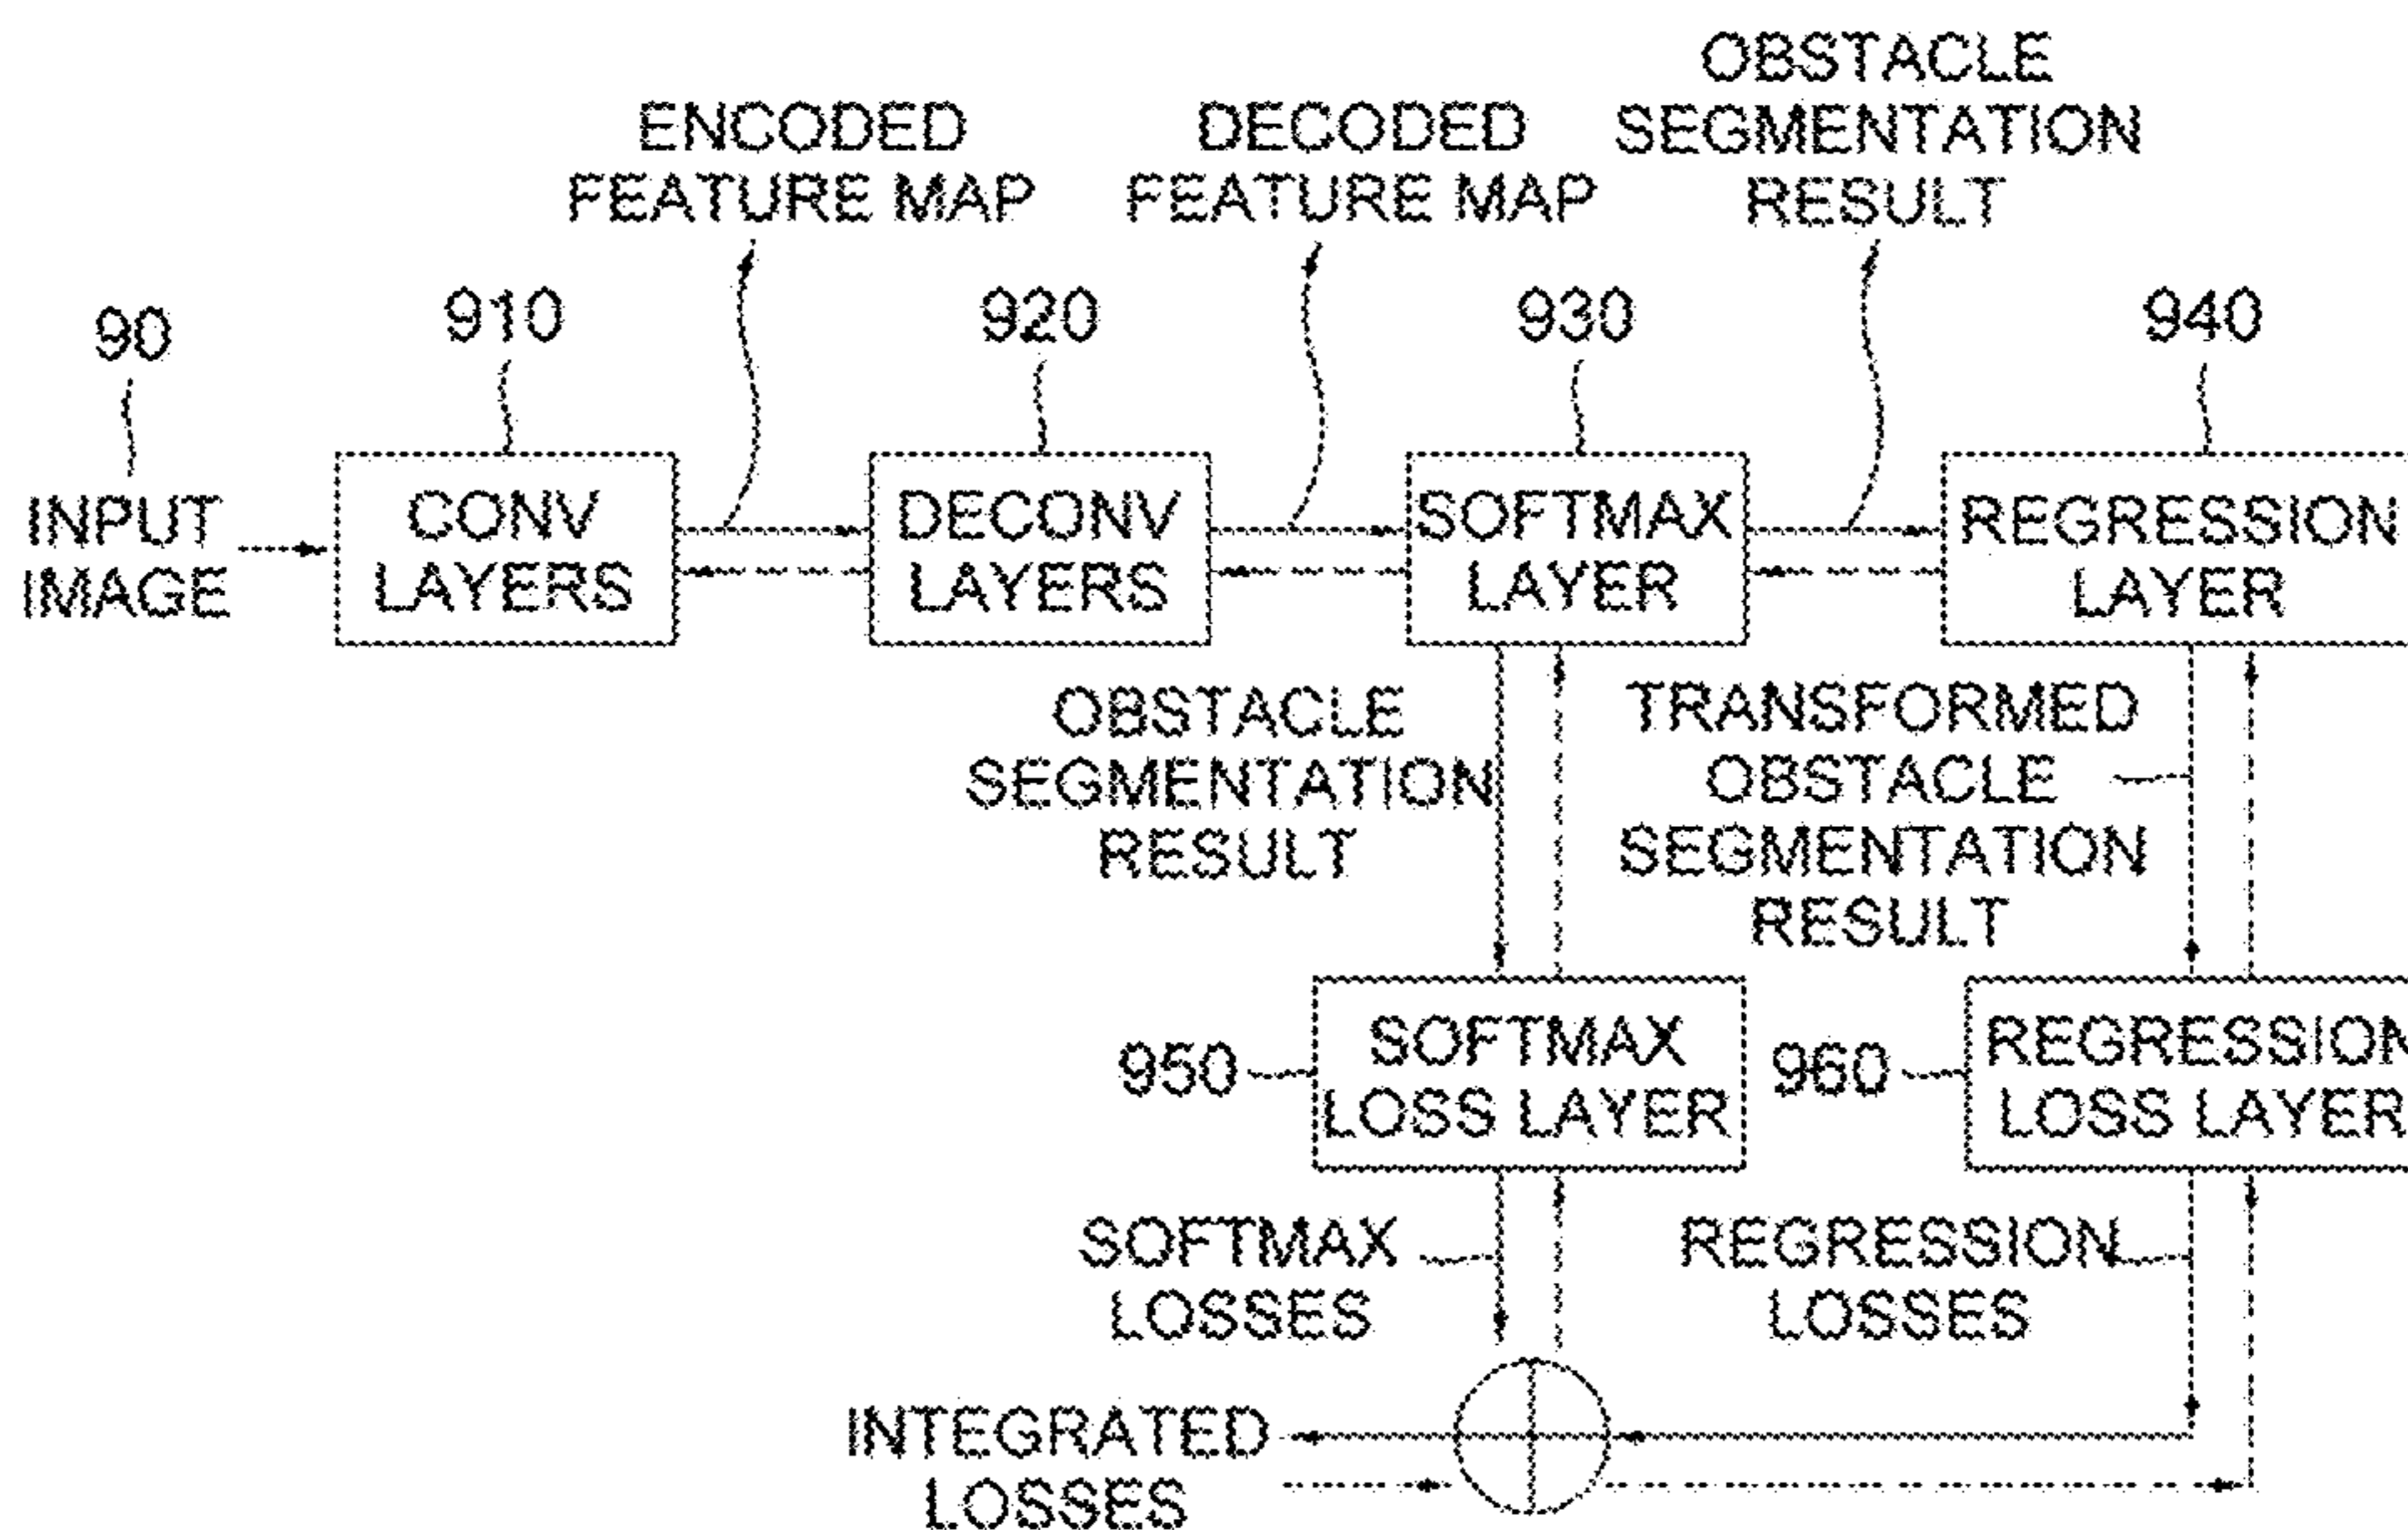 ENCODED
FEATURE MAP
DECODED
FEATURE MAP
OBSTACLE
SEGMENTATION
RESULT
90
910
920
930
940
INPUT
IMAGE
CONV
LAYERS
DECONV
LAYERS
SOFTMAX
LAYER
REGRESSION
LAYER
OBSTACLE
SEGMENTATION
RESULT
TRANSFORMED
OBSTACLE
SEGMENTATION
RESULT
950
SOFTMAX
LOSS LAYER
960
REGRESSION
LOSS LAYER
SOFTMAX
LOSSES
REGRESSION
LOSSES
INTEGRATED
LOSSES